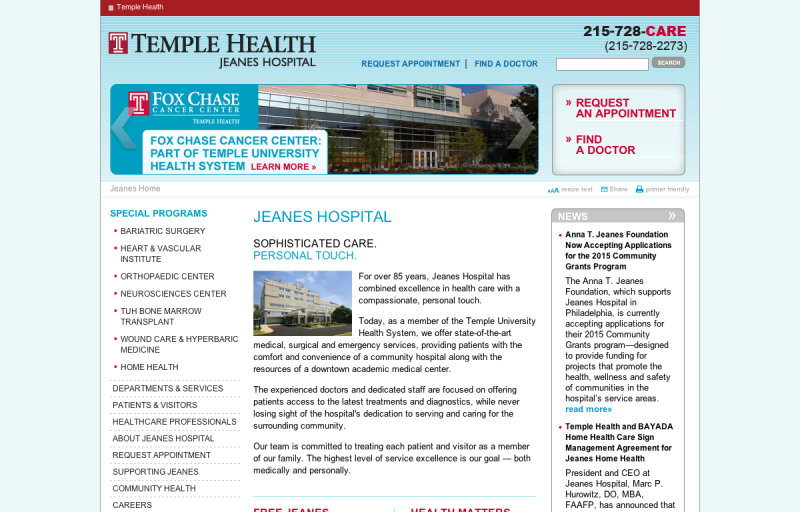 Temple Health
TEMPLE HEALTH
JEANES HOSPITAL
215-728-CARE
(215-728-2273)
REQUEST APPOINTMENT | FIND A DOCTOR
SEARCH
FOX CHASE
CANCER CENTER
TEMPLE HEALTH
FOX CHASE CANCER CENTER:
PART OF TEMPLE UNIVERSITY
HEALTH SYSTEM LEARN MORE »
» REQUEST
AN APPOINTMENT
» FIND
A DOCTOR
Jeanes Home
AAA resize text
Share
printer friendly
SPECIAL PROGRAMS
• BARIATRIC SURGERY
• HEART & VASCULAR
INSTITUTE
• ORTHOPAEDIC CENTER
• NEUROSCIENCES CENTER
• TUH BONE MARROW
TRANSPLANT
• WOUND CARE & HYPERBARIC
MEDICINE
• HOME HEALTH
DEPARTMENTS & SERVICES
PATIENTS & VISITORS
HEALTHCARE PROFESSIONALS
ABOUT JEANES HOSPITAL
REQUEST APPOINTMENT
SUPPORTING JEANES
COMMUNITY HEALTH
CAREERS
JEANES HOSPITAL
SOPHISTICATED CARE.
PERSONAL TOUCH.
For over 85 years, Jeanes Hospital has
combined excellence in health care with a
compassionate, personal touch.
Today, as a member of the Temple University
Health System, we offer state-of-the-art
medical, surgical and emergency services, providing patients with the
comfort and convenience of a community hospital along with the
resources of a downtown academic medical center.
The experienced doctors and dedicated staff are focused on offering
patients access to the latest treatments and diagnostics, while never
losing sight of the hospital's dedication to serving and caring for the
surrounding community.
Our team is committed to treating each patient and visitor as a member
of our family. The highest level of service excellence is our goal — both
medically and personally.
FREE JEANES
HEALTH MATTERS
NEWS »
• Anna T. Jeanes Foundation
Now Accepting Applications
for the 2015 Community
Grants Program
The Anna T. Jeanes
Foundation, which supports
Jeanes Hospital in
Philadelphia, is currently
accepting applications for
their 2015 Community
Grants program—designed
to provide funding for
projects that promote the
health, wellness and safety
of communities in the
hospital's service areas.
read more»
• Temple Health and BAYADA
Home Health Care Sign
Management Agreement for
Jeanes Home Health
President and CEO at
Jeanes Hospital, Marc P.
Hurowitz, DO, MBA,
FAAFP, has announced that